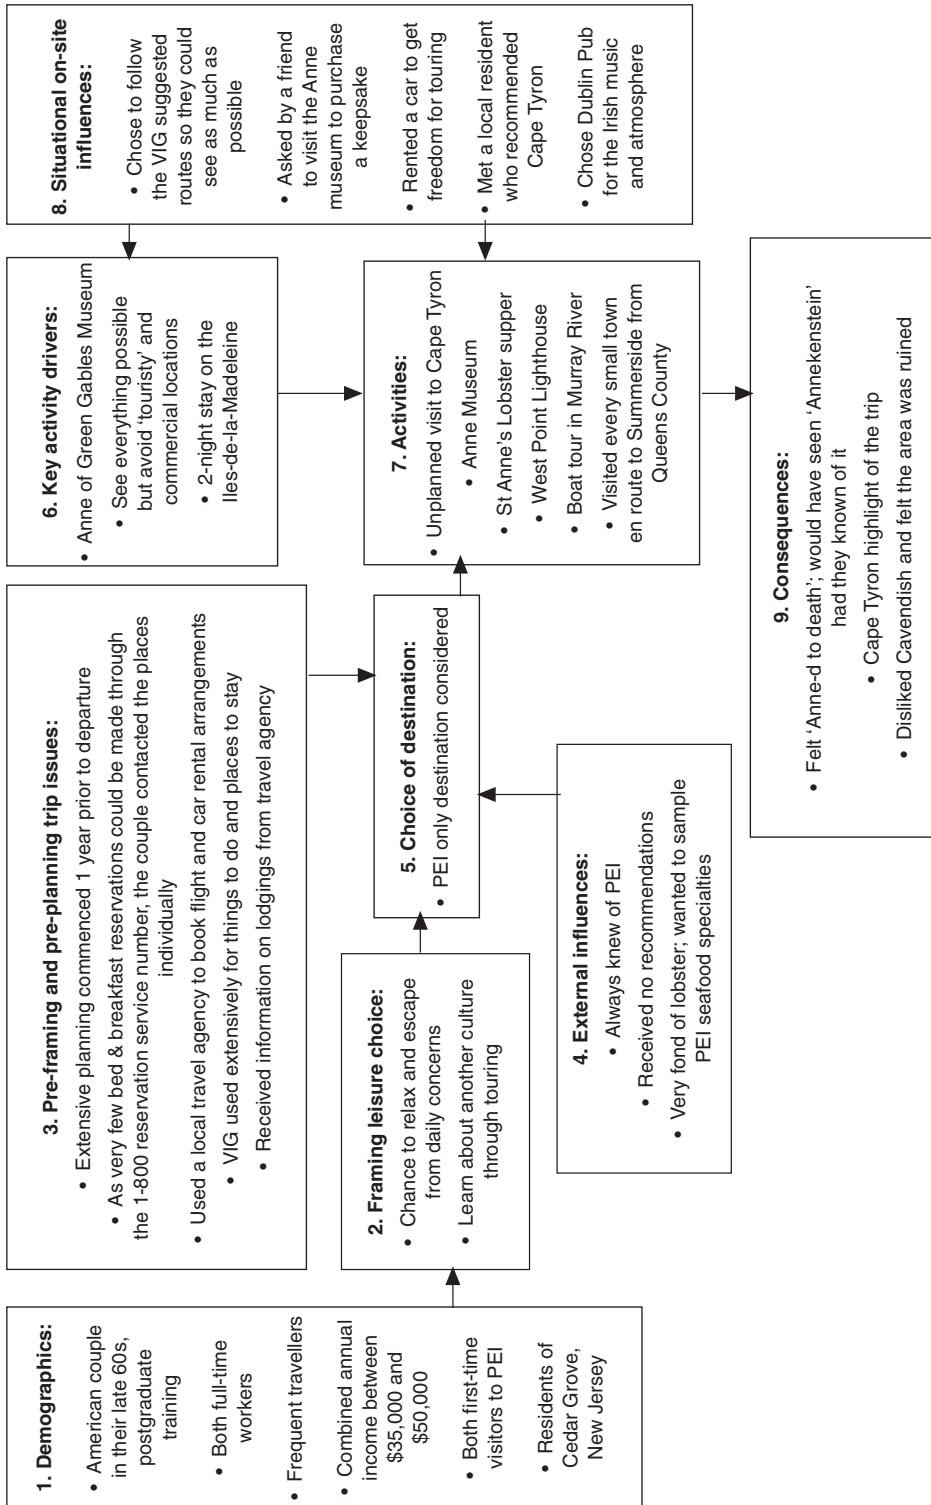 1. Demographics:
• American couple
in their late 60s,
postgraduate
training
• Both full-time
workers
• Frequent travellers
• Combined annual
income between
$35,000 and
$50,000
• Both first-time
visitors to PEI
• Residents of
Cedar Grove,
New Jersey
2. Framing leisure choice:
• Chance to relax and escape
from daily concerns
• Learn about another culture
through touring
3. Pre-framing and pre-planning trip issues:
• Extensive planning commenced 1 year prior to departure
• As very few bed & breakfast reservations could be made through
the 1-800 reservation service number, the couple contacted the places
individually
• Used a local travel agency to book flight and car rental arrangements
• VIG used extensively for things to do and places to stay
• Received information on lodgings from travel agency
4. External influences:
• Always knew of PEI
• Received no recommendations
• Very fond of lobster; wanted to sample
PEI seafood specialties
5. Choice of destination:
• PEI only destination considered
6. Key activity drivers:
• Anne of Green Gables Museum
• See everything possible
but avoid ‘touristy’ and
commercial locations
• 2-night stay on the
Iles-de-la-Madeleine
7. Activities:
• Unplanned visit to Cape Tyron
• Anne Museum
• St Anne’s Lobster supper
• West Point Lighthouse
• Boat tour in Murray River
• Visited every small town
en route to Summerside from
Queens County
8. Situational on-site
influences:
• Chose to follow
the VIG suggested
routes so they could
see as much as
possible
• Asked by a friend
to visit the Anne
museum to purchase
a keepsake
• Rented a car to get
freedom for touring
• Met a local resident
who recommended
Cape Tyron
• Chose Dublin Pub
for the Irish music
and atmosphere
9. Consequences:
• Felt ‘Anne-d to death’; would have seen ‘Annekenstein’
had they known of it
• Cape Tyron highlight of the trip
• Disliked Cavendish and felt the area was ruined